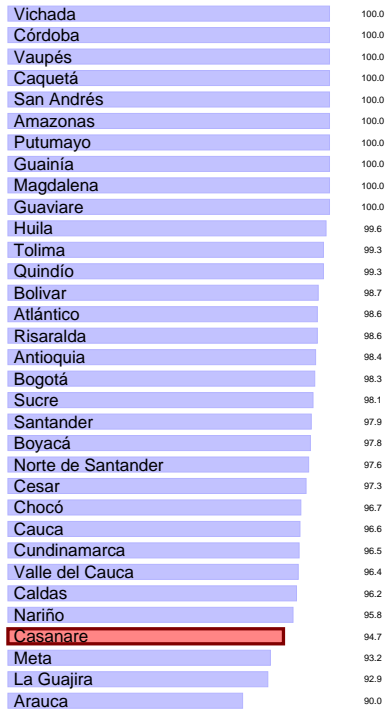 Vichada 100.0
Córdoba 100.0
Vaupés 100.0
Caquetá 100.0
San Andrés 100.0
Amazonas 100.0
Putumayo 100.0
Guainía 100.0
Magdalena 100.0
Guaviare 100.0
Huila 99.6
Tolima 99.3
Quindío 99.3
Bolivar 98.7
Atlántico 98.6
Risaralda 98.6
Antioquia 98.4
Bogotá 98.3
Sucre 98.1
Santander 97.9
Boyacá 97.8
Norte de Santander 97.6
Cesar 97.3
Chocó 96.7
Cauca 96.6
Cundinamarca 96.5
Valle del Cauca 96.4
Caldas 96.2
Nariño 95.8
Casanare 94.7
Meta 93.2
La Guajira 92.9
Arauca 90.0